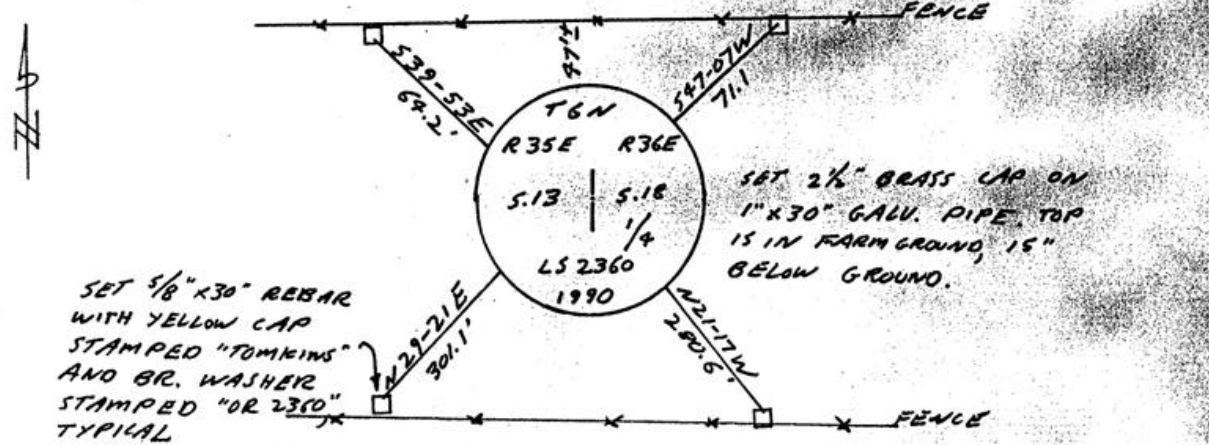 FENCE
S39-53E
64.2'
47'±
S47-07W
71.1
N
T6N
R35E R36E
S.13 S.18
1/4
LS 2360
1990
SET 2½" BRASS CAP ON
1"x30" GALV. PIPE. TOP
IS IN FARM GROUND, 15"
BELOW GROUND.
SET 5/8"x30" REBAR
WITH YELLOW CAP
STAMPED "TOMKINS"
AND BR. WASHER
STAMPED "OR 2360",
TYPICAL
N29-21E
301.1'
N21-17W
280.6'
FENCE